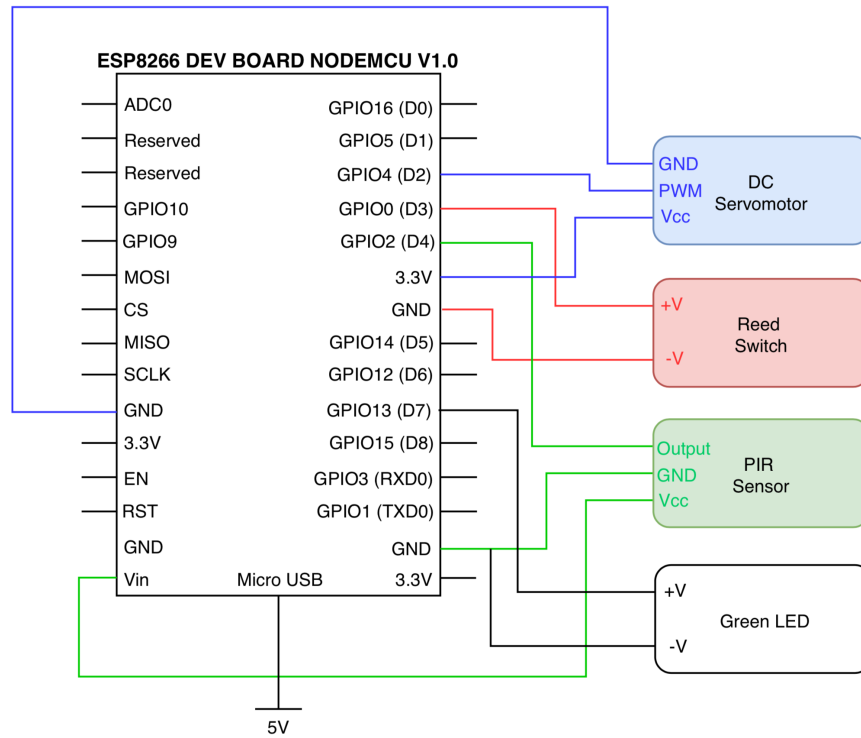 ESP8266 DEV BOARD NODEMCU V1.0
ADC0
Reserved
Reserved
GPIO10
GPIO9
MOSI
CS
MISO
SCLK
GND
3.3V
EN
RST
GND
Vin
GPIO16 (D0)
GPIO5 (D1)
GPIO4 (D2)
GPIO0 (D3)
GPIO2 (D4)
3.3V
GND
GPIO14 (D5)
GPIO12 (D6)
GPIO13 (D7)
GPIO15 (D8)
GPIO3 (RXD0)
GPIO1 (TXD0)
GND
3.3V
Micro USB
5V
GND
PWM
Vcc
DC
Servomotor
+V
-V
Reed
Switch
Output
GND
Vcc
PIR
Sensor
+V
-V
Green LED